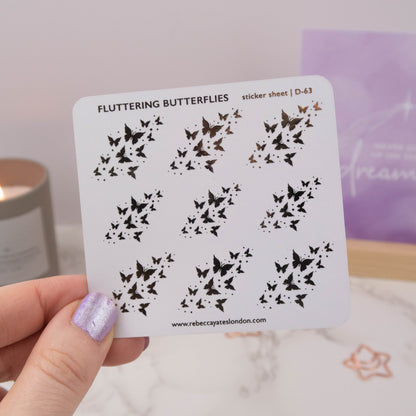 FLUTTERING BUTTERFLIES
sticker sheet | D-63
www.rebeccayateslondon.com
dream